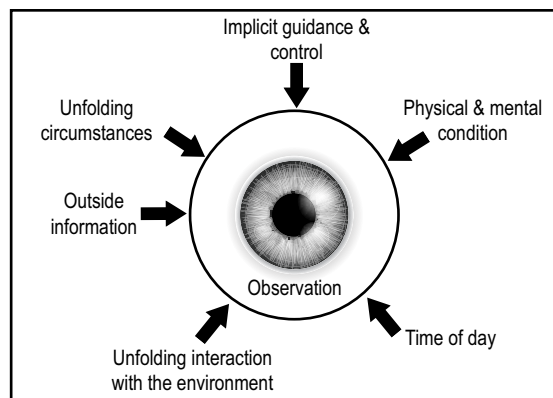 Implicit guidance &
control
Unfolding
circumstances
Physical & mental
condition
Outside
information
Observation
Time of day
Unfolding interaction
with the environment